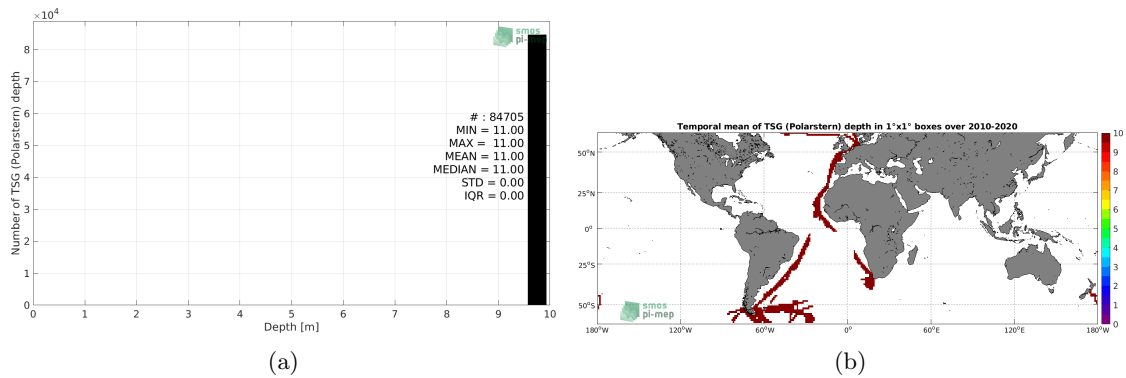 ×10⁴
8
7
6
5
4
3
2
1
0
Number of TSG (Polarstern) depth
smos
pi-mep
# : 84705
MIN = 11.00
MAX = 11.00
MEAN = 11.00
MEDIAN = 11.00
STD = 0.00
IQR = 0.00
0 1 2 3 4 5 6 7 8 9 10
Depth [m]
(a)
Temporal mean of TSG (Polarstern) depth in 1°x1° boxes over 2010-2020
50°N
25°N
0°
25°S
50°S
smos
pi-mep
180°W 120°W 60°W 0° 60°E 120°E 180°W
10
9
8
7
6
5
4
3
2
1
0
(b)